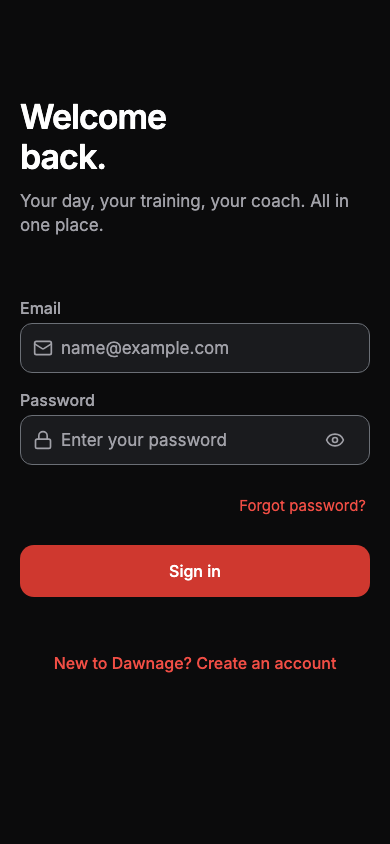 Welcome
back.
Your day, your training, your coach. All in
one place.
Email
name@example.com
Password
Enter your password
Forgot password?
Sign in
New to Dawnage? Create an account